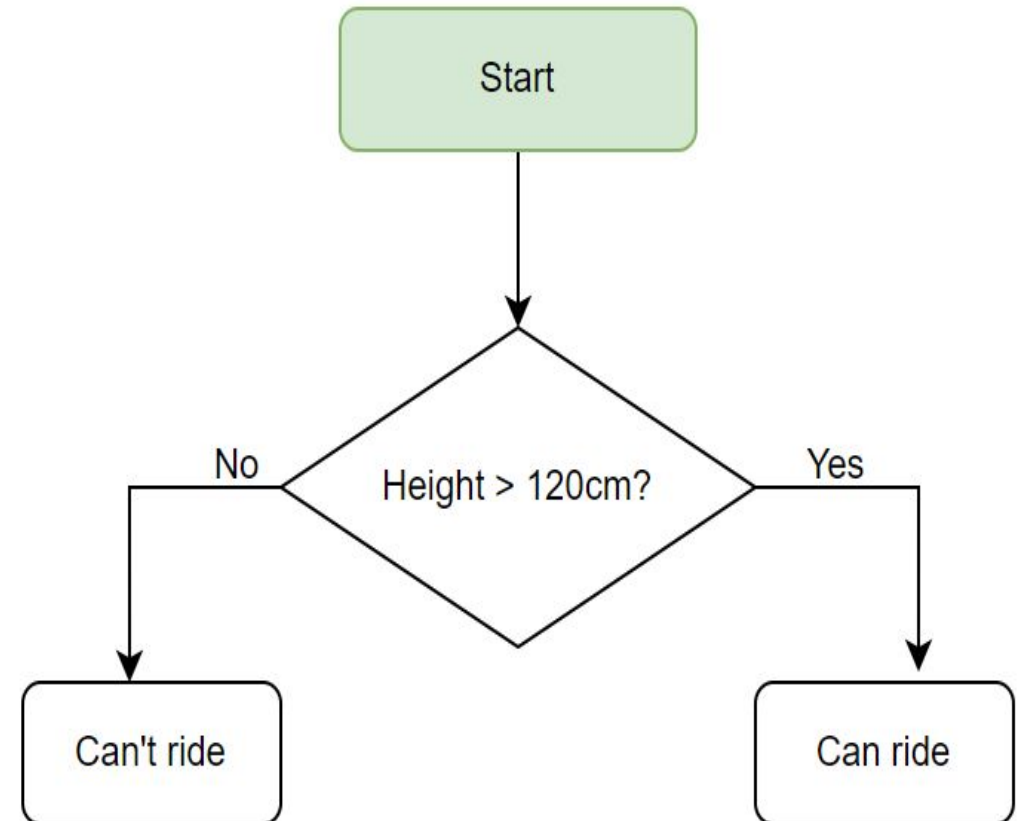 Start
No
Height > 120cm?
Yes
Can't ride
Can ride